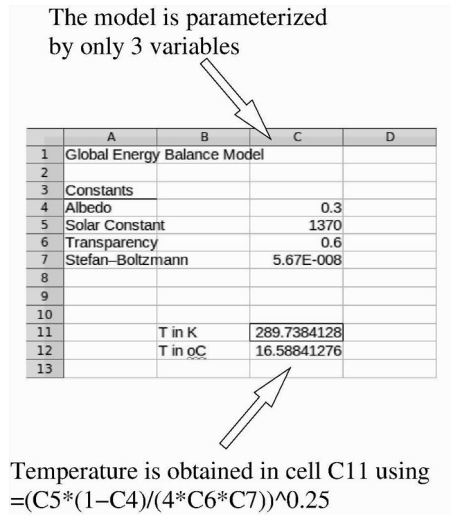 The model is parameterized
by only 3 variables
A B C D
1 Global Energy Balance Model
2
3 Constants
4 Albedo 0.3
5 Solar Constant 1370
6 Transparency 0.6
7 Stefan–Boltzmann 5.67E-008
8
9
10
11 T in K 289.7384128
12 T in oC 16.58841276
13
Temperature is obtained in cell C11 using
=(C5*(1−C4)/(4*C6*C7))^0.25